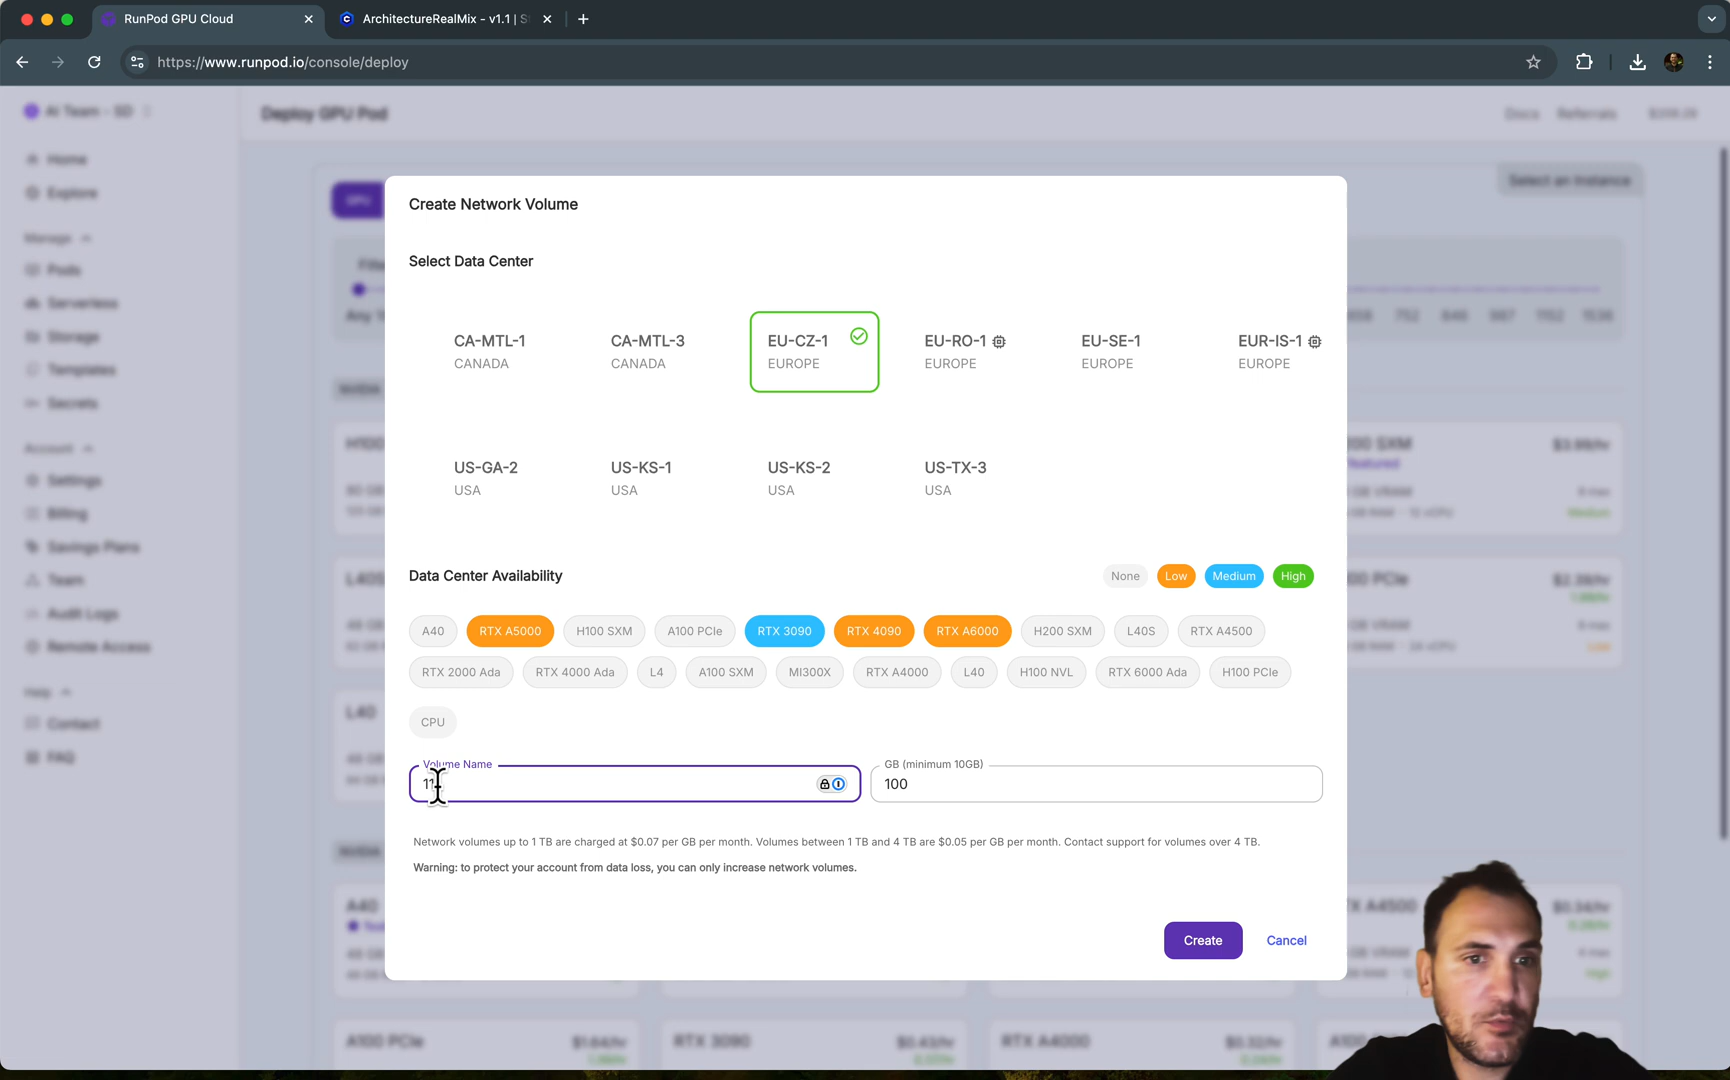 RunPod GPU Cloud
ArchitectureRealMix - v1.1 | S
https://www.runpod.io/console/deploy
AI Team - SD
Deploy GPU Pod
Docs
Referrals
Home
Explore
Manage
Pods
Serverless
Storage
Templates
Secrets
Account
Settings
Billing
Savings Plans
Team
Audit Logs
Remote Access
Help
Contact
FAQ
GPU
Select an Instance
Create Network Volume
Select Data Center
CA-MTL-1
CANADA
CA-MTL-3
CANADA
EU-CZ-1
EUROPE
EU-RO-1
EUROPE
EU-SE-1
EUROPE
EUR-IS-1
EUROPE
US-GA-2
USA
US-KS-1
USA
US-KS-2
USA
US-TX-3
USA
Data Center Availability
None Low Medium High
A40 RTX A5000 H100 SXM A100 PCIe RTX 3090 RTX 4090 RTX A6000 H200 SXM L40S RTX A4500
RTX 2000 Ada RTX 4000 Ada L4 A100 SXM MI300X RTX A4000 L40 H100 NVL RTX 6000 Ada H100 PCIe
CPU
Volume Name
11
GB (minimum 10GB)
100
Network volumes up to 1 TB are charged at $0.07 per GB per month. Volumes between 1 TB and 4 TB are $0.05 per GB per month. Contact support for volumes over 4 TB.
Warning: to protect your account from data loss, you can only increase network volumes.
Create
Cancel
A100 PCIe
RTX 3090
RTX A4000